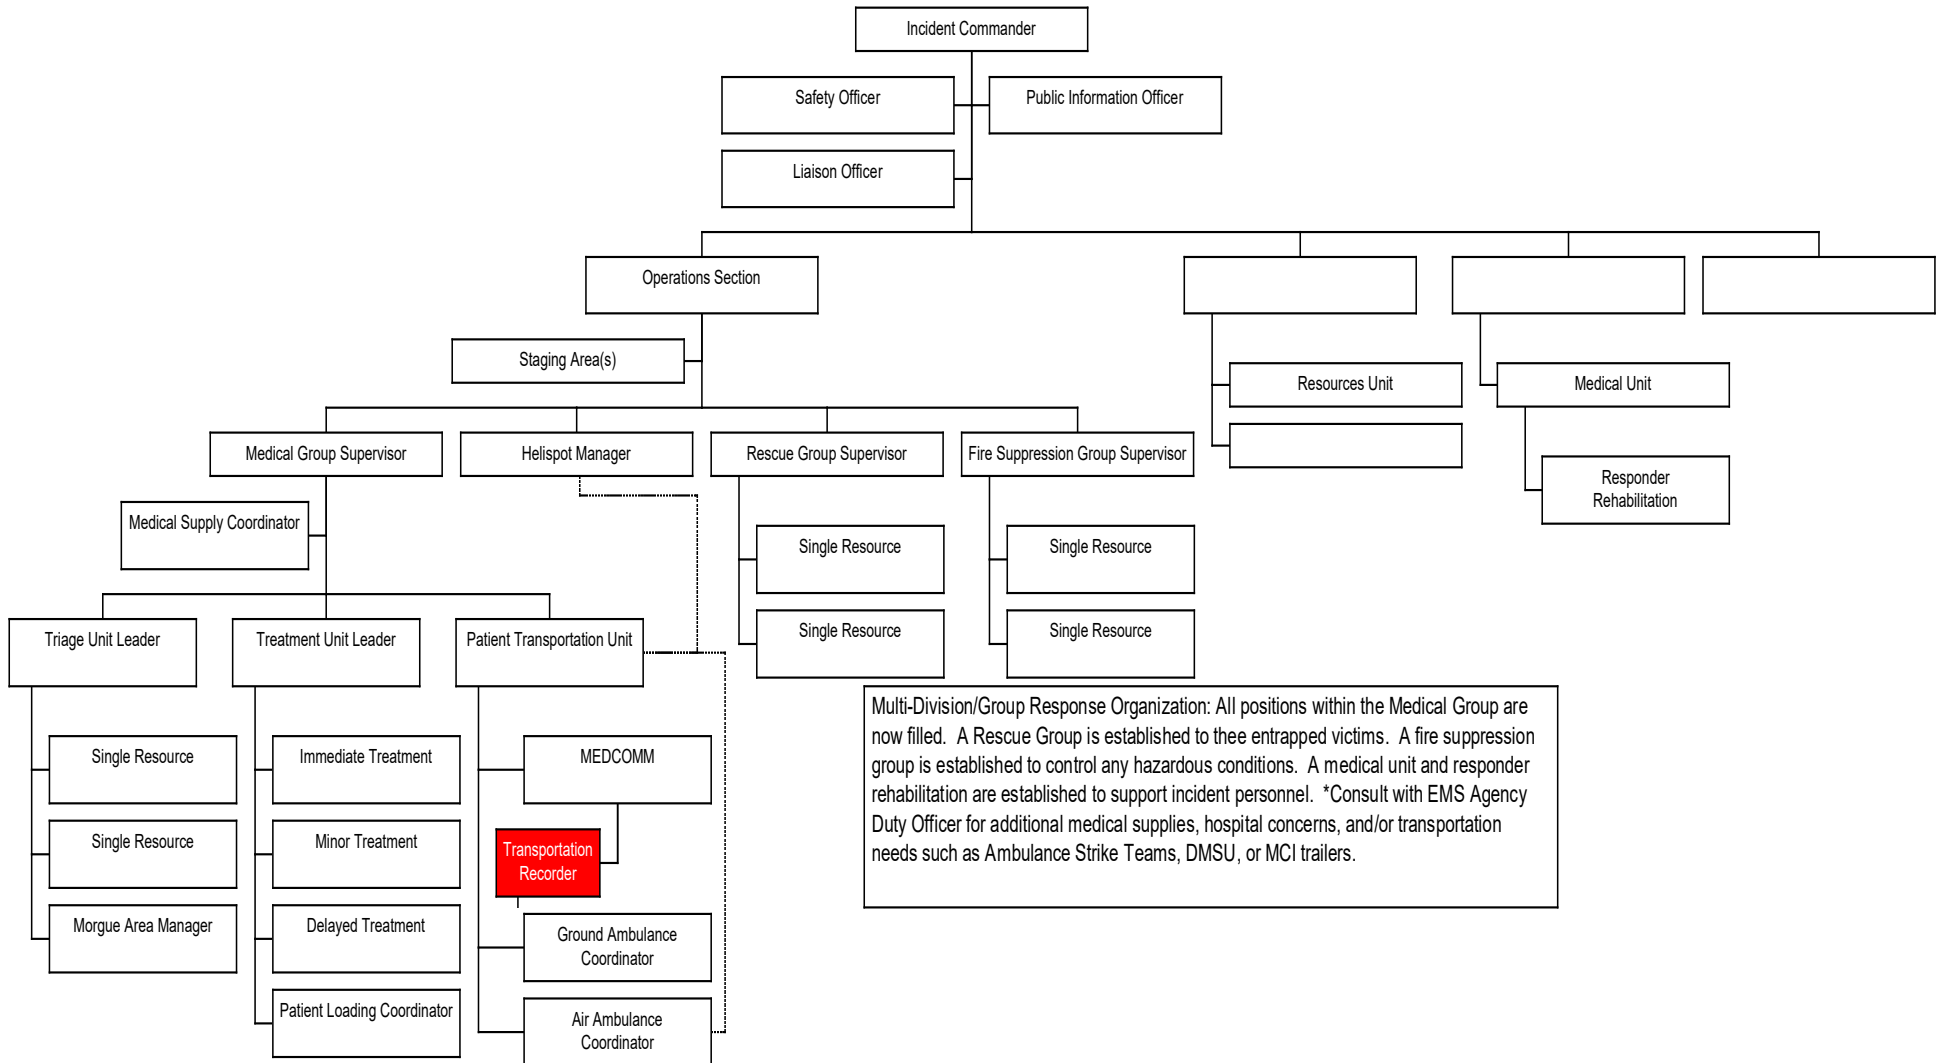 Incident Commander
Safety Officer
Public Information Officer
Liaison Officer
Operations Section
Staging Area(s)
Resources Unit
Medical Unit
Medical Group Supervisor
Helispot Manager
Rescue Group Supervisor
Fire Suppression Group Supervisor
Responder
Rehabilitation
Medical Supply Coordinator
Single Resource
Single Resource
Single Resource
Single Resource
Triage Unit Leader
Treatment Unit Leader
Patient Transportation Unit
Single Resource
Immediate Treatment
MEDCOMM
Single Resource
Minor Treatment
Transportation
Recorder
Morgue Area Manager
Delayed Treatment
Ground Ambulance
Coordinator
Patient Loading Coordinator
Air Ambulance
Coordinator
Multi-Division/Group Response Organization: All positions within the Medical Group are
now filled. A Rescue Group is established to thee entrapped victims. A fire suppression
group is established to control any hazardous conditions. A medical unit and responder
rehabilitation are established to support incident personnel. *Consult with EMS Agency
Duty Officer for additional medical supplies, hospital concerns, and/or transportation
needs such as Ambulance Strike Teams, DMSU, or MCI trailers.